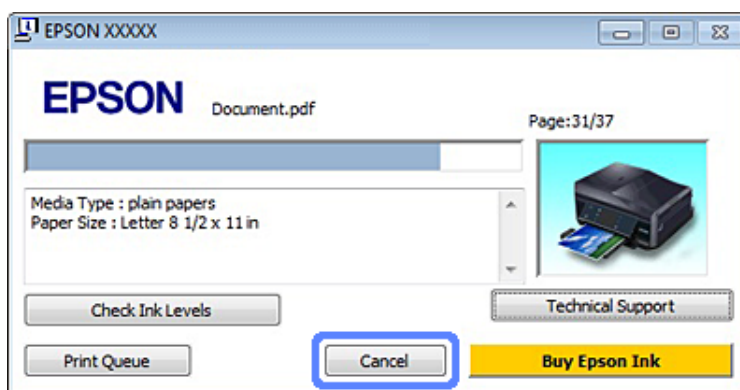 EPSON XXXXX
EPSON
Document.pdf
Page:31/37
Media Type : plain papers
Paper Size : Letter 8 1/2 x 11 in
Check Ink Levels
Technical Support
Print Queue
Cancel
Buy Epson Ink